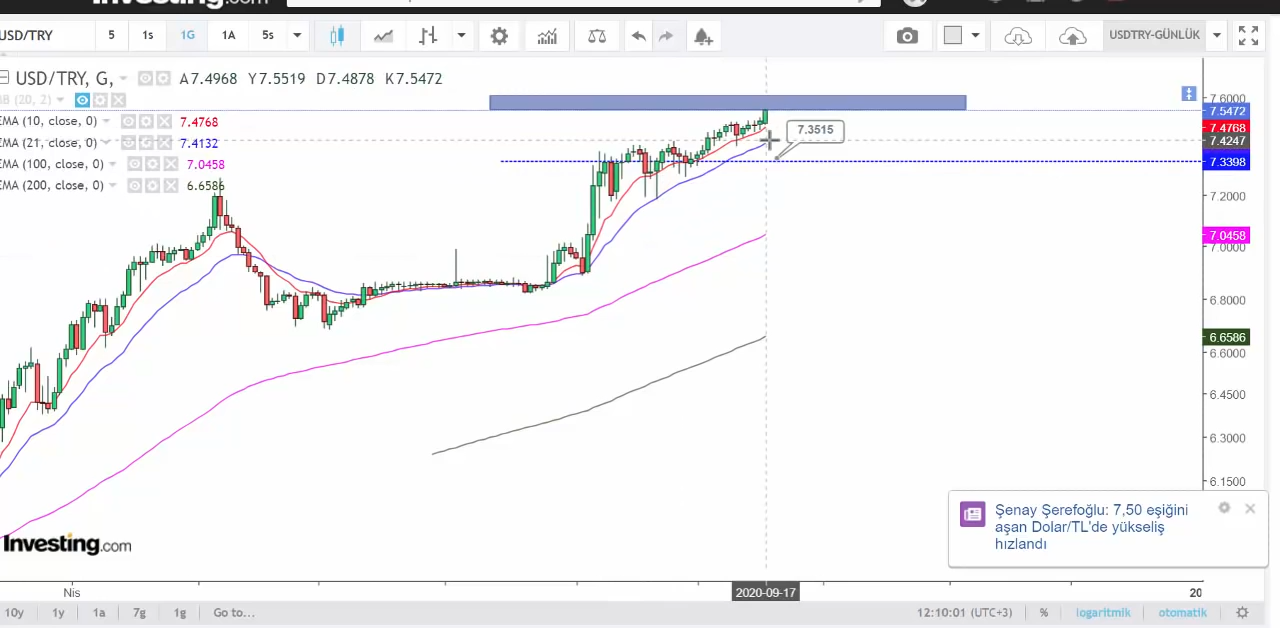 Investing.com
USD/TRY 5 1s 1G 1A 5s USDTRY-GÜNLÜK
USD/TRY, G, A7.4968 Y7.5519 D7.4878 K7.5472
BB (20, 2)
EMA (10, close, 0) 7.4768
EMA (21, close, 0) 7.4132
EMA (100, close, 0) 7.0458
EMA (200, close, 0) 6.6586
7.3515
7.6000
7.5472
7.4768
7.4247
7.3398
7.2000
7.0458
7.0000
6.8000
6.6586
6.6000
6.4500
6.3000
6.1500
Şenay Şerefoğlu: 7,50 eşiğini
aşan Dolar/TL'de yükseliş
hızlandı
Investing.com
Nis 2020-09-17 20
10y 1y 1a 7g 1g Go to... 12:10:01 (UTC+3) % logaritmik otomatik